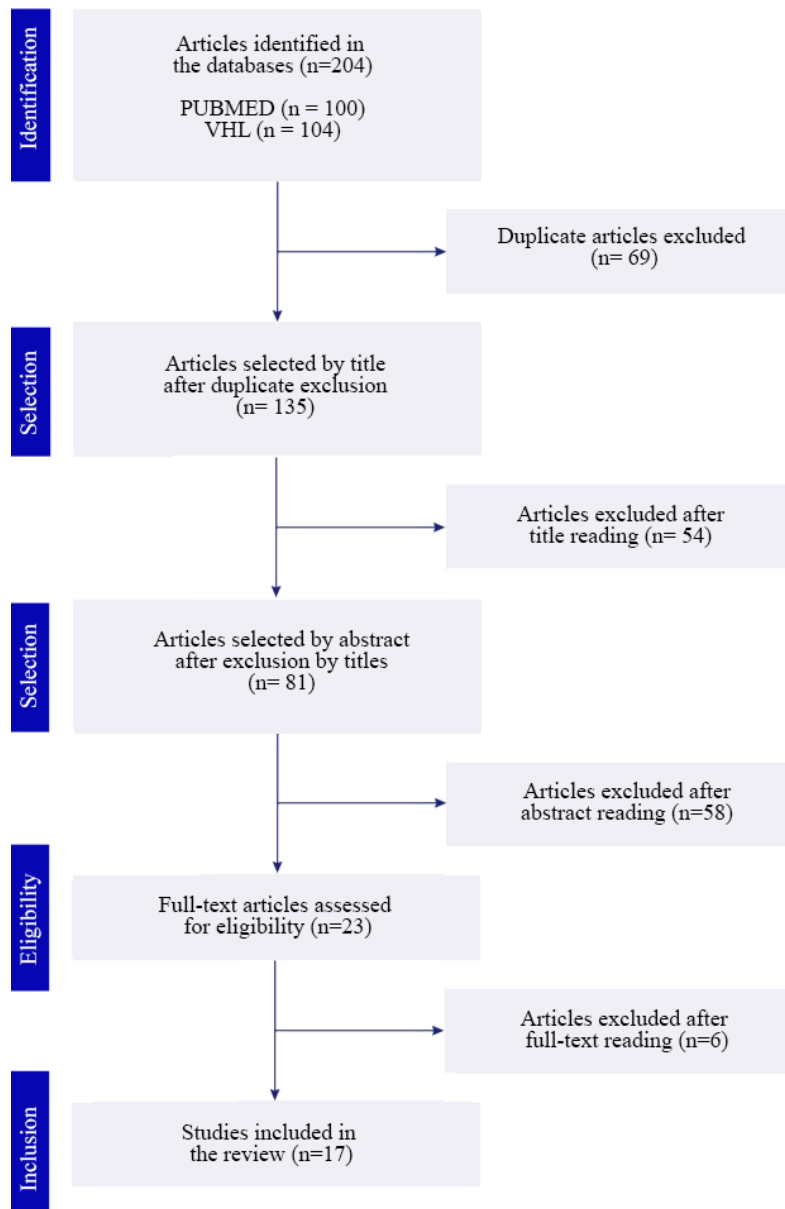 Identification
Articles identified in
the databases (n=204)
PUBMED (n = 100)
VHL (n = 104)
Duplicate articles excluded
(n= 69)
Selection
Articles selected by title
after duplicate exclusion
(n= 135)
Articles excluded after
title reading (n= 54)
Selection
Articles selected by abstract
after exclusion by titles
(n= 81)
Articles excluded after
abstract reading (n=58)
Eligibility
Full-text articles assessed
for eligibility (n=23)
Articles excluded after
full-text reading (n=6)
Inclusion
Studies included in
the review (n=17)